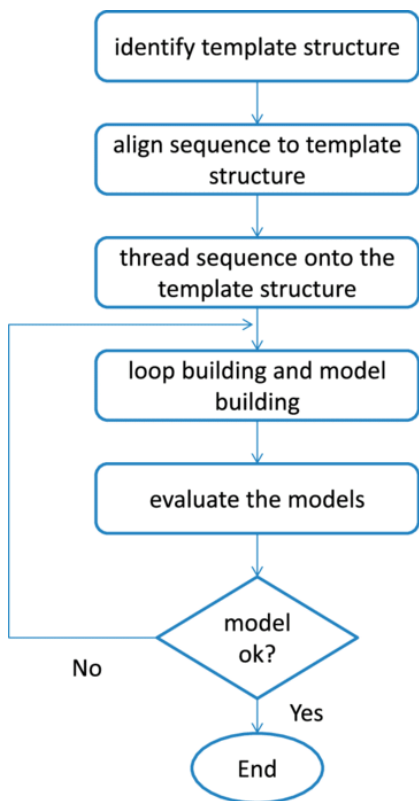 identify template structure
align sequence to template
structure
thread sequence onto the
template structure
loop building and model
building
evaluate the models
model
ok?
No
Yes
End